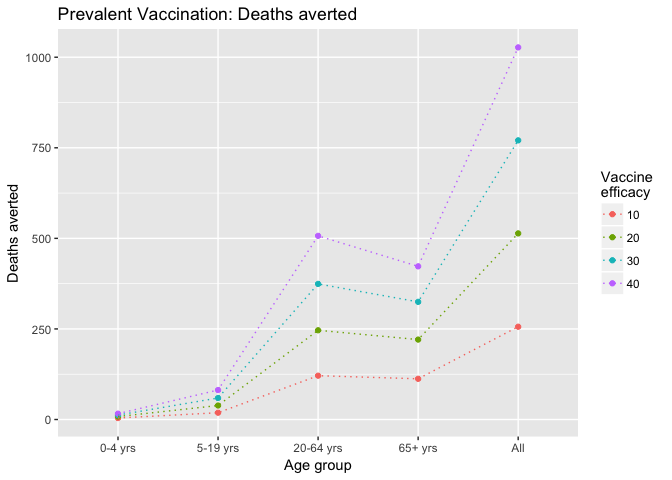 Prevalent Vaccination: Deaths averted
1000
750
500
250
0
Deaths averted
0-4 yrs
5-19 yrs
20-64 yrs
65+ yrs
All
Age group
Vaccine
efficacy
10
20
30
40